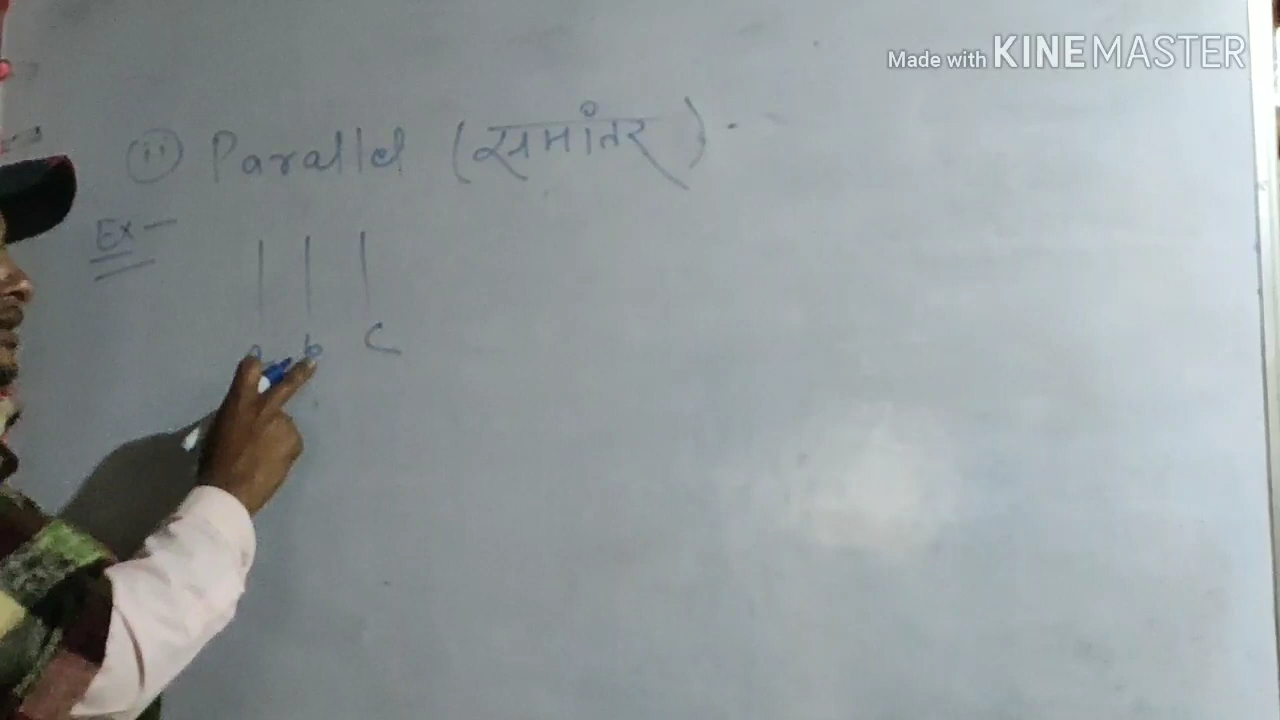 Made with KINEMASTER
(ii) Parallel (समांतर).
Ex -
a b c